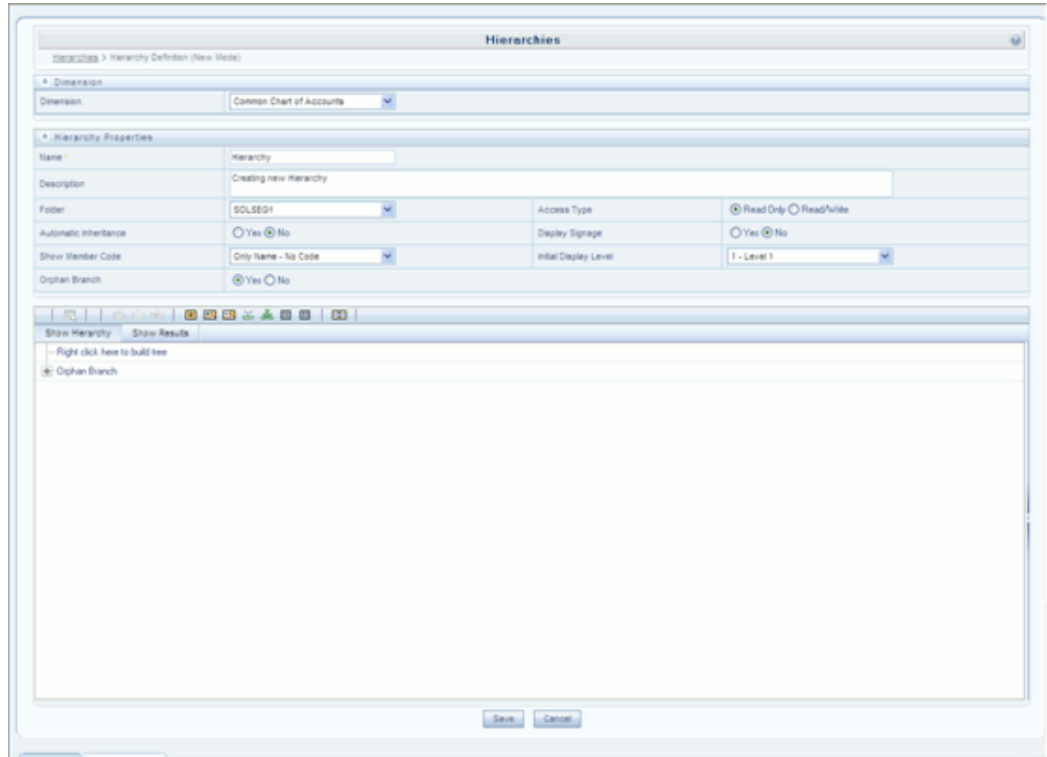 Hierarchies
Hierarchies > Hierarchy Definition (New Mode)
Dimension
Dimension Common Chart of Accounts
Hierarchy Properties
Name * Hierarchy
Description Creating new Hierarchy
Folder SOLSEG1 Access Type Read Only Read/Write
Automatic Inheritance Yes No Display Signage Yes No
Show Member Code Only Name - No Code Initial Display Level 1 - Level 1
Orphan Branch Yes No
Show Hierarchy Show Results
Right click here to build tree
Orphan Branch
Save Cancel